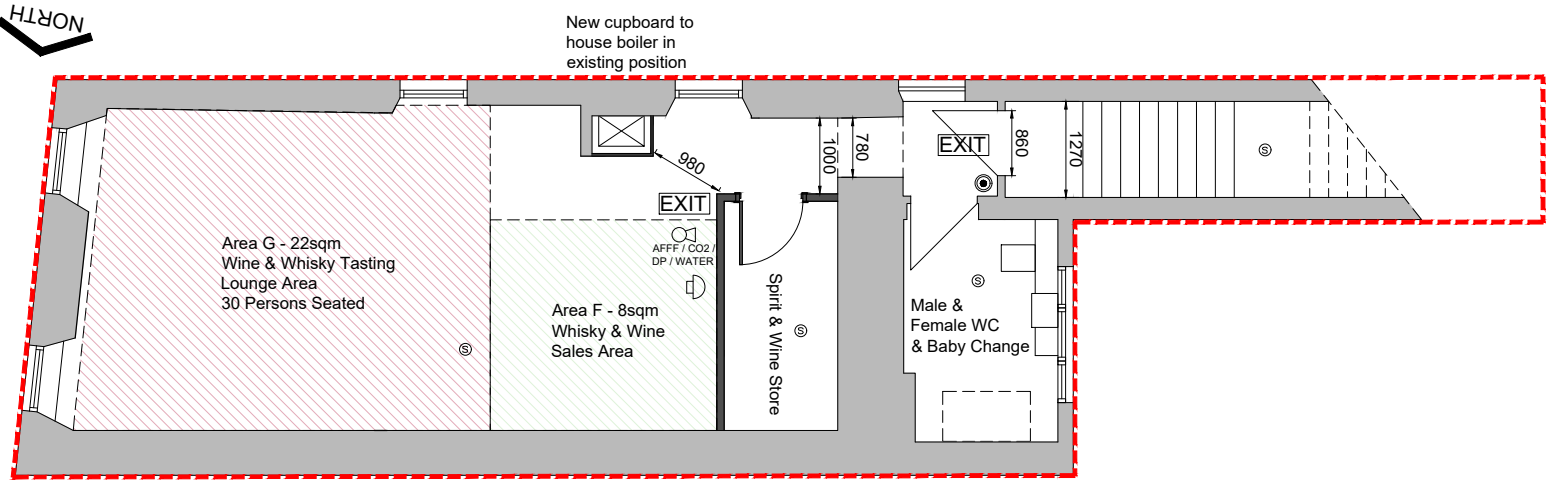 NORTH
New cupboard to
house boiler in
existing position
980
1000
780
EXIT
860
1270
S
EXIT
AFFF / CO2 /
DP / WATER
Area G - 22sqm
Wine & Whisky Tasting
Lounge Area
30 Persons Seated
S
Area F - 8sqm
Whisky & Wine
Sales Area
Spirit & Wine Store
S
S
Male &
Female WC
& Baby Change